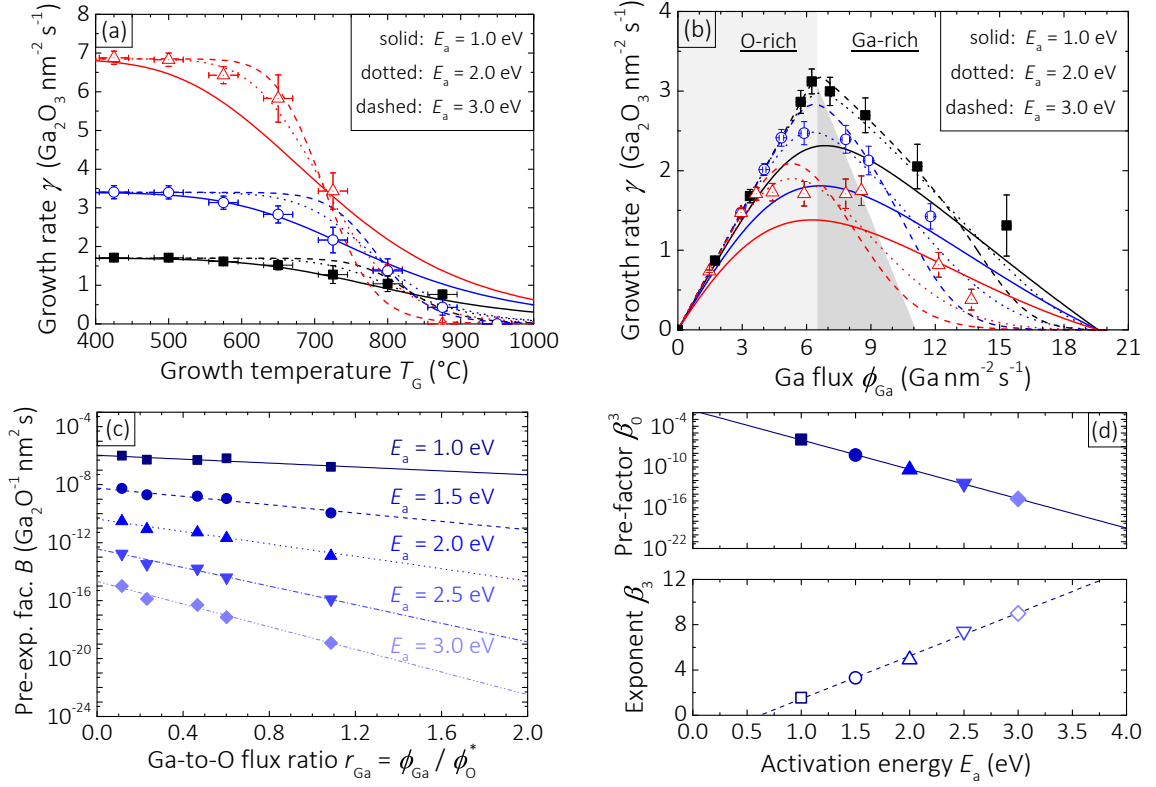 (a)
solid: Eₐ = 1.0 eV
dotted: Eₐ = 2.0 eV
dashed: Eₐ = 3.0 eV
Growth rate γ (Ga₂O₃ nm⁻² s⁻¹)
8
7
6
5
4
3
2
1
0
400 500 600 700 800 900 1000
Growth temperature T_G (°C)
(b)
O-rich
Ga-rich
solid: Eₐ = 1.0 eV
dotted: Eₐ = 2.0 eV
dashed: Eₐ = 3.0 eV
Growth rate γ (Ga₂O₃ nm⁻² s⁻¹)
4
3
2
1
0
0 3 6 9 12 15 18 21
Ga flux ϕ_Ga (Ga nm⁻² s⁻¹)
(c)
Eₐ = 1.0 eV
Eₐ = 1.5 eV
Eₐ = 2.0 eV
Eₐ = 2.5 eV
Eₐ = 3.0 eV
Pre-exp. fac. B (Ga₂O⁻¹ nm² s)
10⁻⁴
10⁻⁸
10⁻¹²
10⁻¹⁶
10⁻²⁰
10⁻²⁴
0.0 0.4 0.8 1.2 1.6 2.0
Ga-to-O flux ratio r_Ga = ϕ_Ga / ϕ_O^*
(d)
Pre-factor β₀³
10⁻⁴
10⁻¹⁰
10⁻¹⁶
10⁻²²
Exponent β₃
12
8
4
0
0.0 0.5 1.0 1.5 2.0 2.5 3.0 3.5 4.0
Activation energy Eₐ (eV)